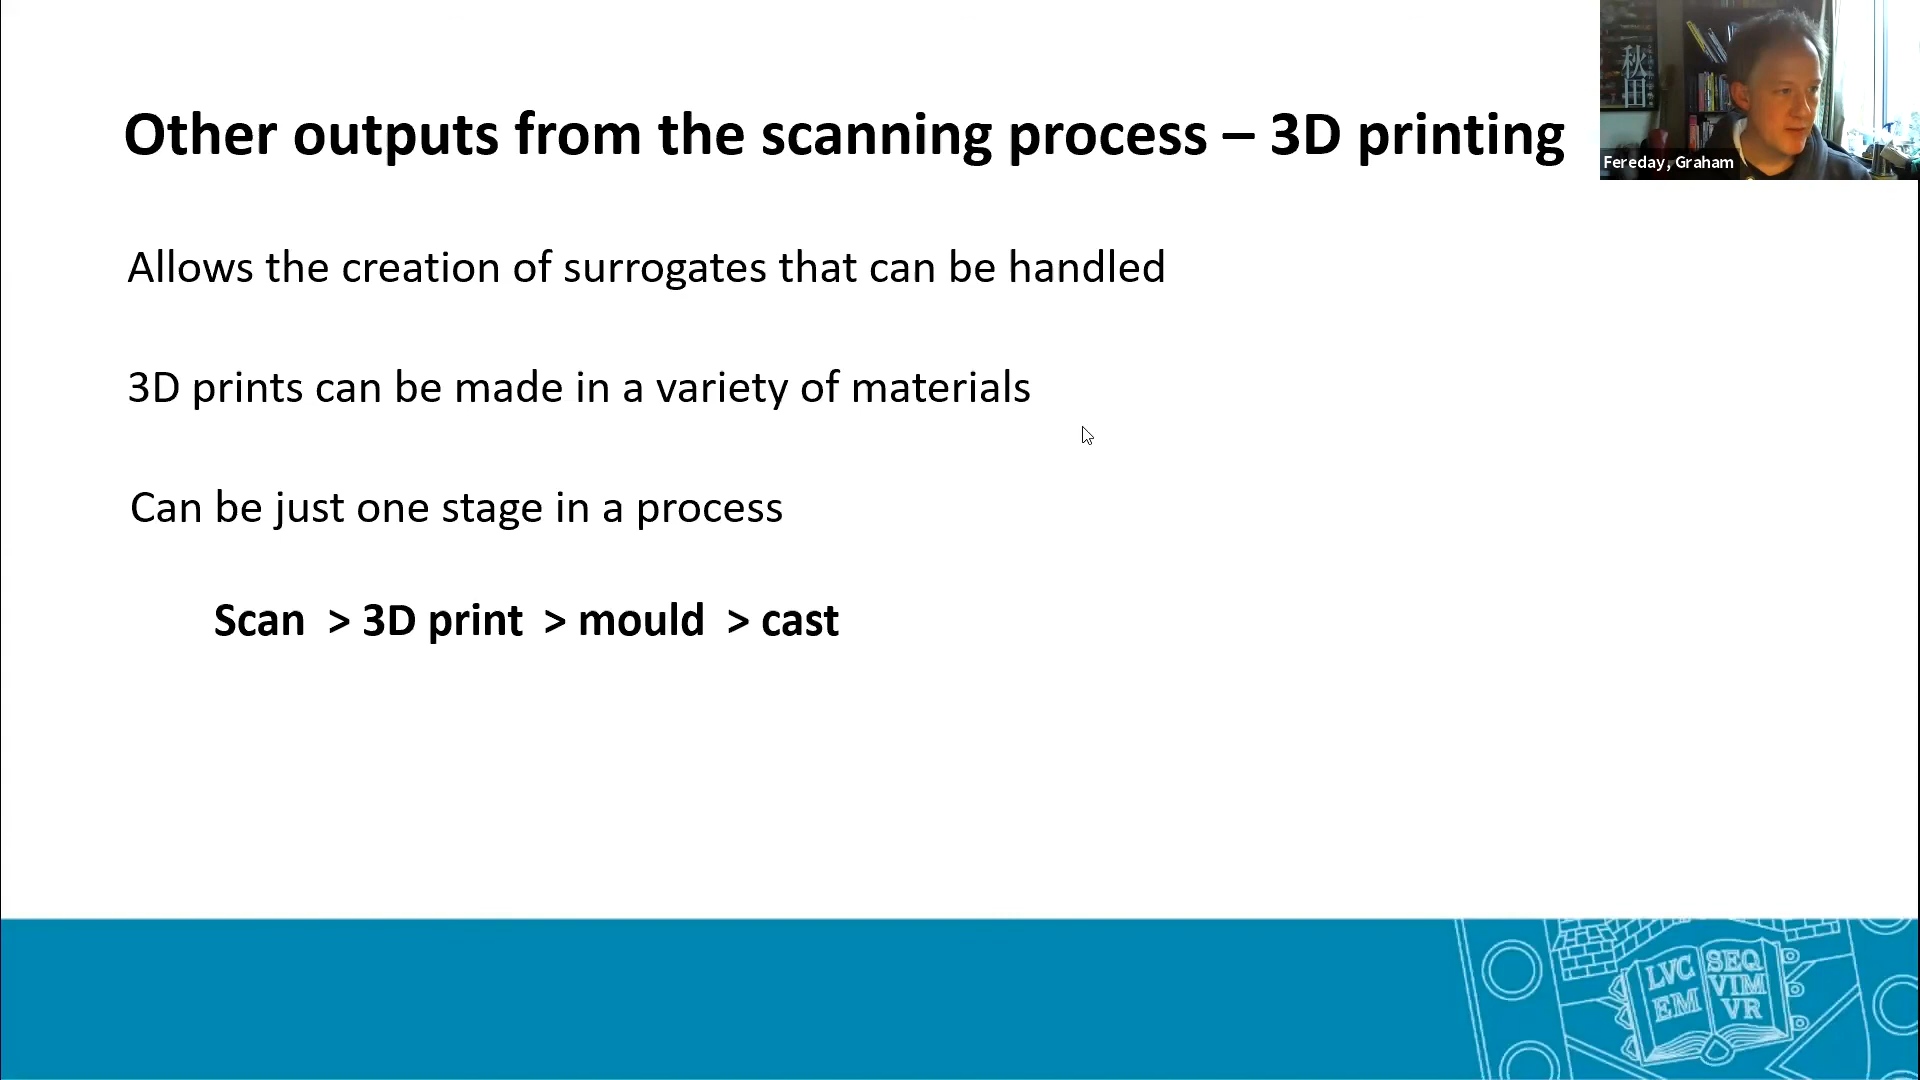 Other outputs from the scanning process – 3D printing
秋田
Fereday, Graham
Allows the creation of surrogates that can be handled
3D prints can be made in a variety of materials
Can be just one stage in a process
Scan > 3D print > mould > cast
LVC
EM
SEQ
VIM
VR